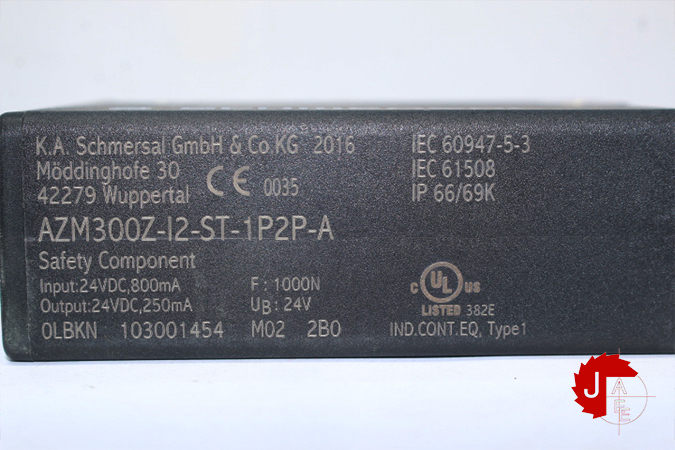 K.A. Schmersal GmbH & Co.KG 2016
Möddinghofe 30
42279 Wuppertal
CE 0035
IEC 60947-5-3
IEC 61508
IP 66/69K
AZM300Z-I2-ST-1P2P-A
Safety Component
Input:24VDC,800mA F: 1000N
Output:24VDC,250mA UB: 24V
0LBKN 103001454 M02 2B0
C UL US
LISTED 382E
IND.CONT.EQ, Type1
J